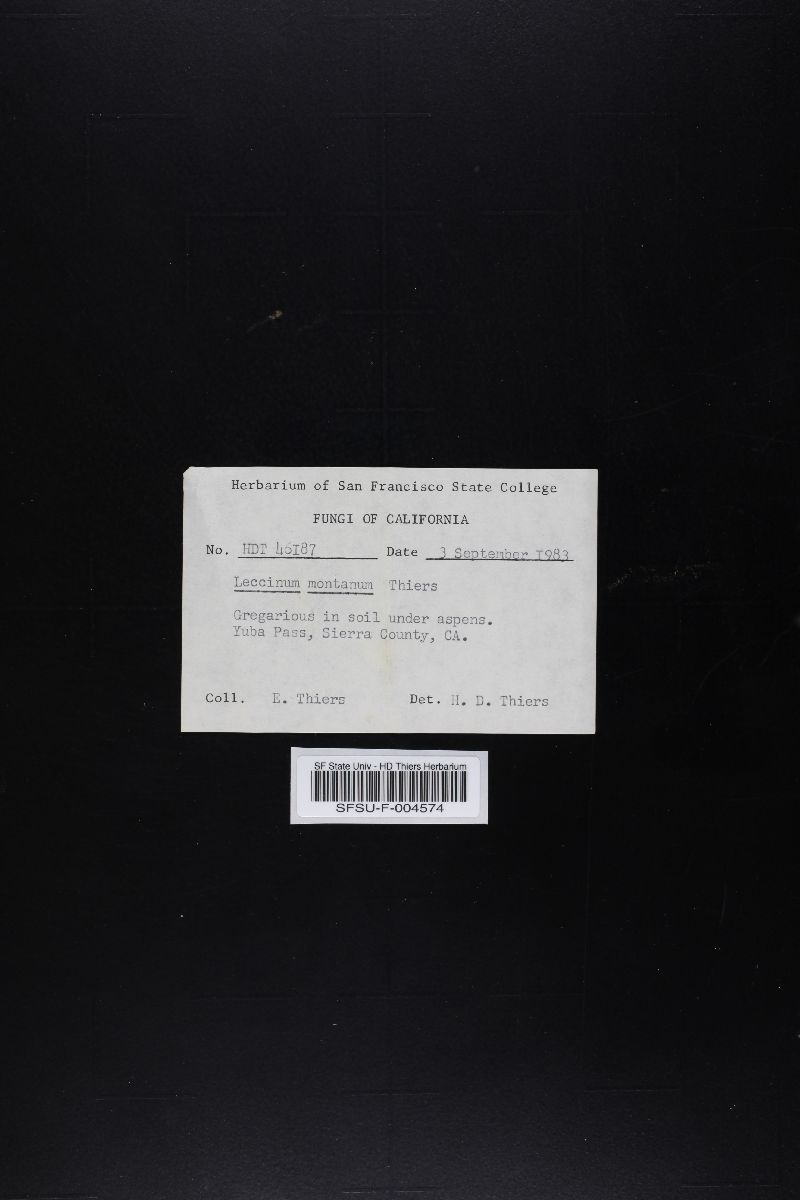 Herbarium of San Francisco State College
FUNGI OF CALIFORNIA
No. HDT 46187 Date 3 September 1983
Leccinum montanum Thiers
Gregarious in soil under aspens.
Yuba Pass, Sierra County, CA.
Coll. E. Thiers Det. H. D. Thiers
SF State Univ - HD Thiers Herbarium
SFSU-F-004574